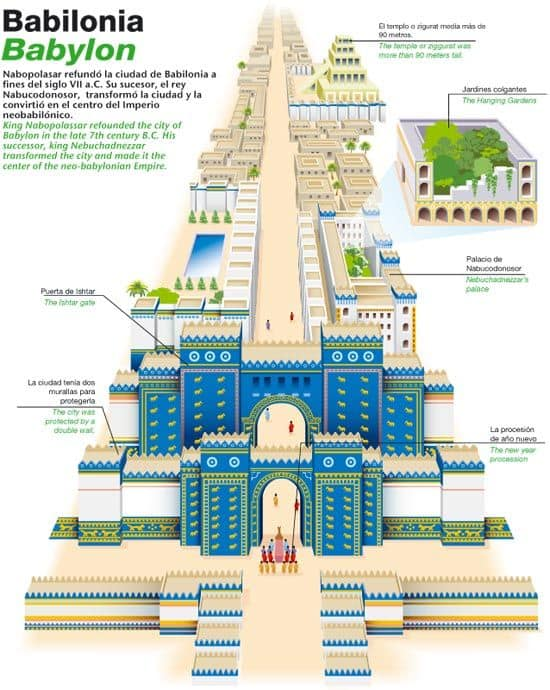 Babilonia
Babylon
Nabopolasar refundó la ciudad de Babilonia a
fines del siglo VII a.C. Su sucesor, el rey
Nabucodonosor, transformó la ciudad y la
convirtió en el centro del Imperio
neobabilónico.
King Nabopolassar refounded the city of
Babylon in the late 7th century B.C. His
successor, king Nebuchadnezzar
transformed the city and made it the
center of the neo-babylonian Empire.
El templo o zigurat medía más de
90 metros.
The temple or ziggurat was
more than 90 meters tall.
Jardines colgantes
The Hanging Gardens
Palacio de
Nabucodonosor
Nebuchadnezzar's
palace
Puerta de Ishtar
The Ishtar gate
La ciudad tenía dos
murallas para
protegerla
The city was
protected by a
double wall.
La procesión
de año nuevo
The new year
procession